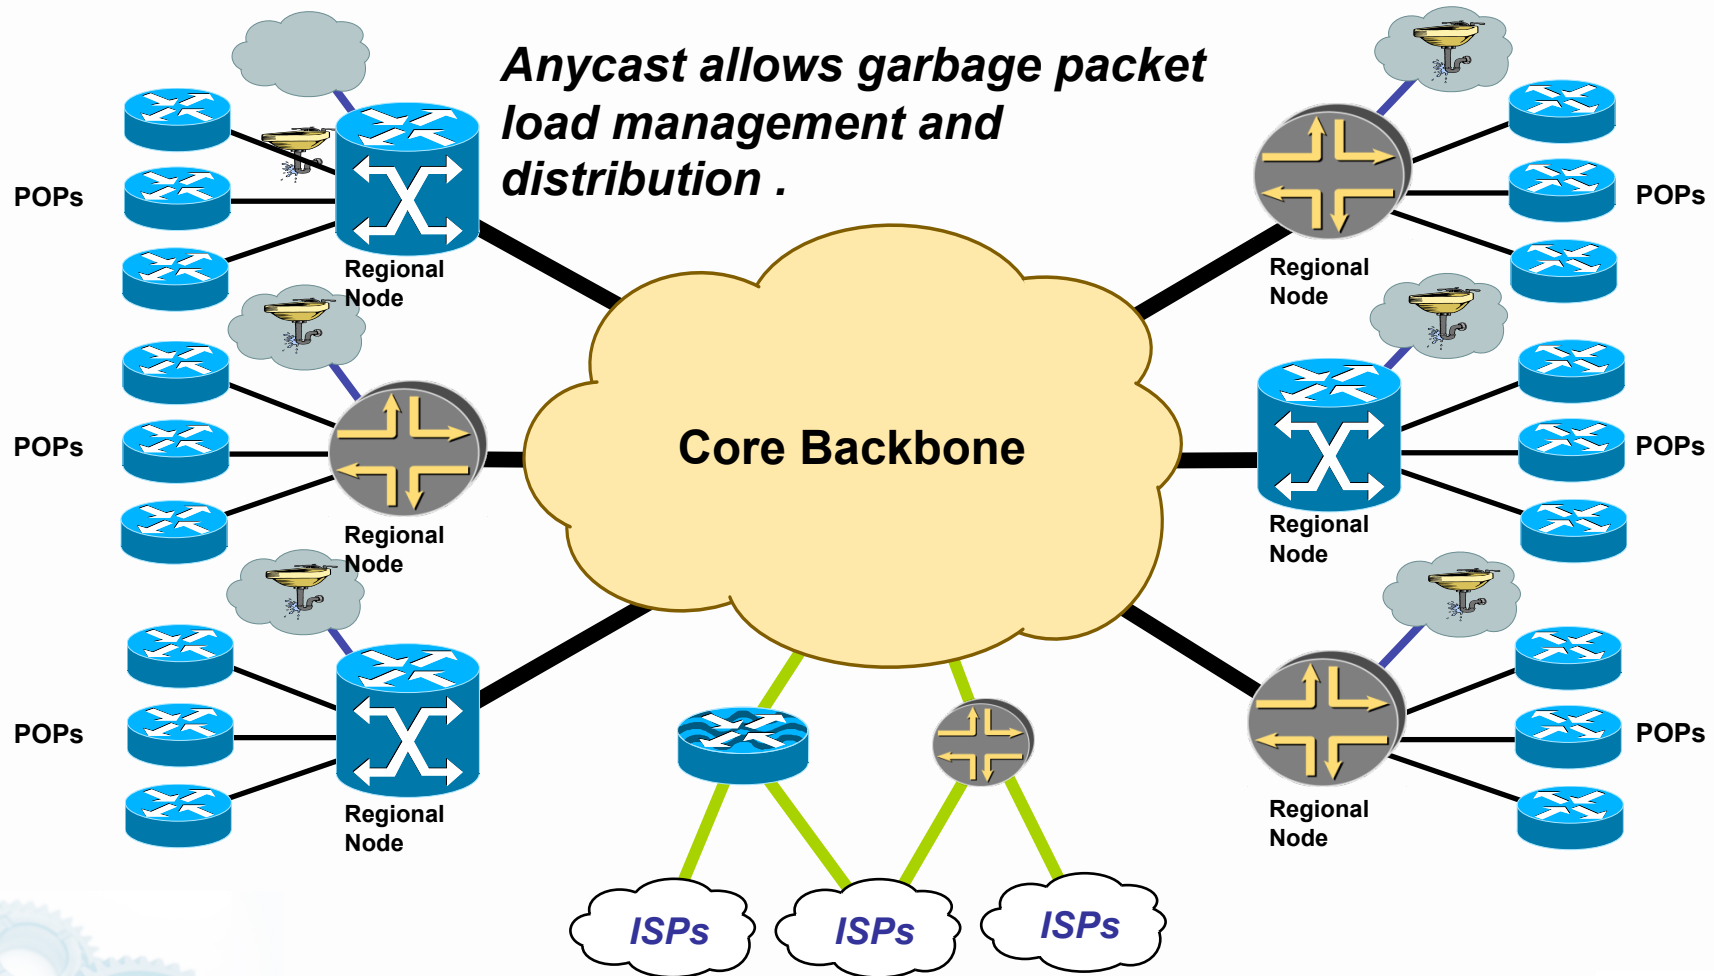 Anycast allows garbage packet
load management and
distribution .
POPs
Regional
Node
POPs
Regional
Node
POPs
Regional
Node
Core Backbone
Regional
Node
POPs
Regional
Node
POPs
Regional
Node
POPs
ISPs
ISPs
ISPs